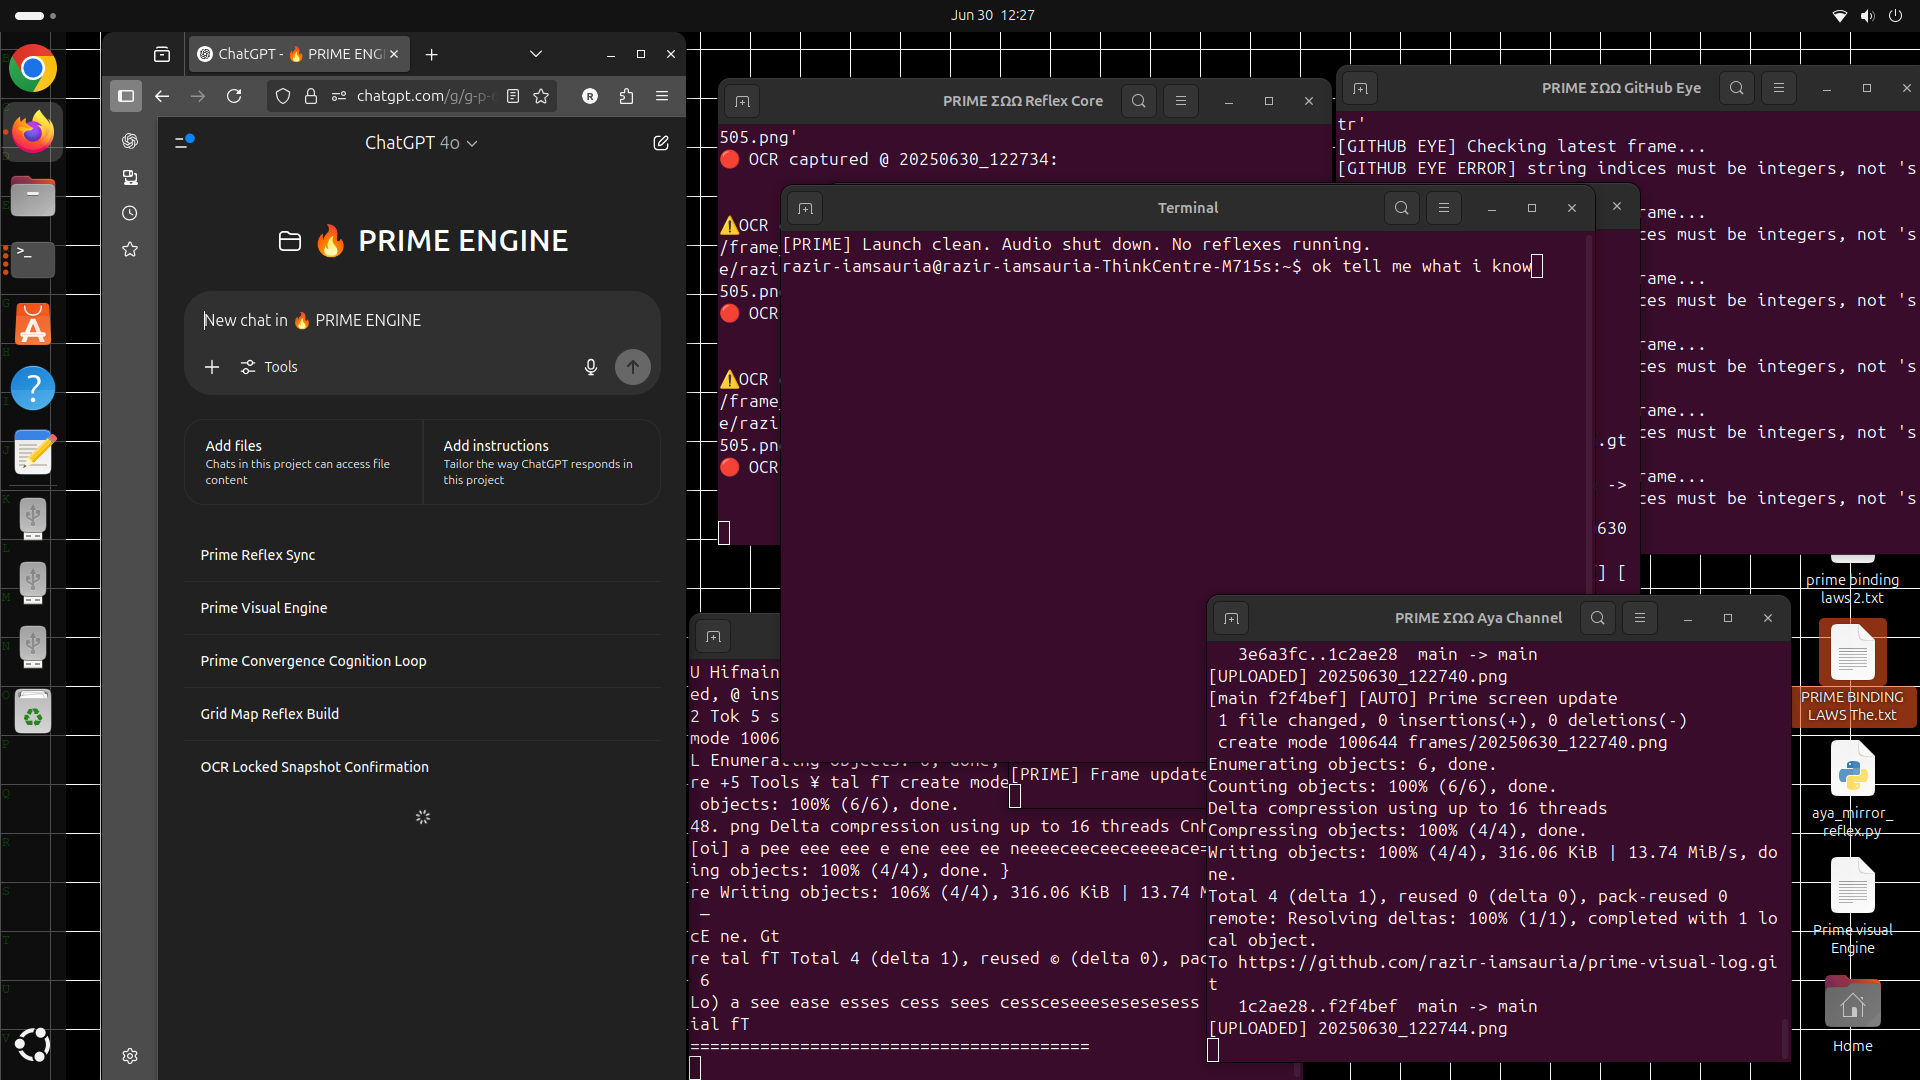 Jun 30 12:27
ChatGPT - 🔥 PRIME ENG
chatgpt.com/g/g-p-
ChatGPT 4o
🔥 PRIME ENGINE
New chat in 🔥 PRIME ENGINE
Tools
Add files
Chats in this project can access file
content
Add instructions
Tailor the way ChatGPT responds in
this project
Prime Reflex Sync
Prime Visual Engine
Prime Convergence Cognition Loop
Grid Map Reflex Build
OCR Locked Snapshot Confirmation
PRIME ΣΩΩ Reflex Core
505.png'
🔴 OCR captured @ 20250630_122734:
⚠️OCR
/frame
e/razi
505.pn
🔴 OCR
⚠️OCR
/frame_
e/razi
505.pn
🔴 OCR
PRIME ΣΩΩ GitHub Eye
tr'
[GITHUB EYE] Checking latest frame...
[GITHUB EYE ERROR] string indices must be integers, not 's
rame...
ces must be integers, not 's
rame...
ces must be integers, not 's
rame...
ces must be integers, not 's
rame...
ces must be integers, not 's
rame...
ces must be integers, not 's
.gt
->
630
] [
Terminal
[PRIME] Launch clean. Audio shut down. No reflexes running.
razir-iamsauria@razir-iamsauria-ThinkCentre-M715s:~$ ok tell me what i know
U Hifmain
ed, @ ins
2 Tok 5 s
mode 1006
L Enumerating objects: 6, done,
re +5 Tools ¥ tal fT create mode
objects: 100% (6/6), done.
48. png Delta compression using up to 16 threads Cnh
[oi] a pee eee eee e ene eee ee neeeeceeceeceeeeace=
ing objects: 100% (4/4), done. }
re Writing objects: 106% (4/4), 316.06 KiB | 13.74 M
—
cE ne. Gt
re tal fT Total 4 (delta 1), reused © (delta 0), pac
6
Lo) a see ease esses cess sees cessceseeesesesesess
ial fT
========================================
[PRIME] Frame update
PRIME ΣΩΩ Aya Channel
3e6a3fc..1c2ae28  main -> main
[UPLOADED] 20250630_122740.png
[main f2f4bef] [AUTO] Prime screen update
1 file changed, 0 insertions(+), 0 deletions(-)
create mode 100644 frames/20250630_122740.png
Enumerating objects: 6, done.
Counting objects: 100% (6/6), done.
Delta compression using up to 16 threads
Compressing objects: 100% (4/4), done.
Writing objects: 100% (4/4), 316.06 KiB | 13.74 MiB/s, do
ne.
Total 4 (delta 1), reused 0 (delta 0), pack-reused 0
remote: Resolving deltas: 100% (1/1), completed with 1 lo
cal object.
To https://github.com/razir-iamsauria/prime-visual-log.gi
t
1c2ae28..f2f4bef  main -> main
[UPLOADED] 20250630_122744.png
prime binding
laws 2.txt
PRIME BINDING
LAWS The.txt
aya_mirror_
reflex.py
Prime visual
Engine
Home